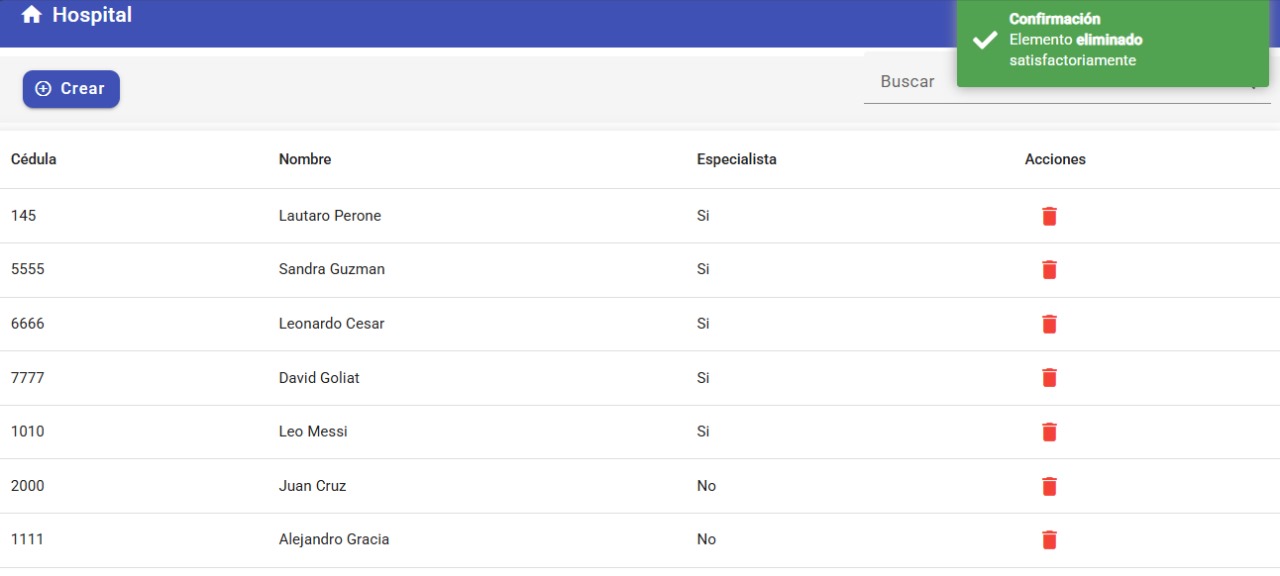 Hospital
Confirmación
Elemento eliminado
satisfactoriamente
Crear
Buscar
Cédula Nombre Especialista Acciones
145 Lautaro Perone Si
5555 Sandra Guzman Si
6666 Leonardo Cesar Si
7777 David Goliat Si
1010 Leo Messi Si
2000 Juan Cruz No
1111 Alejandro Gracia No